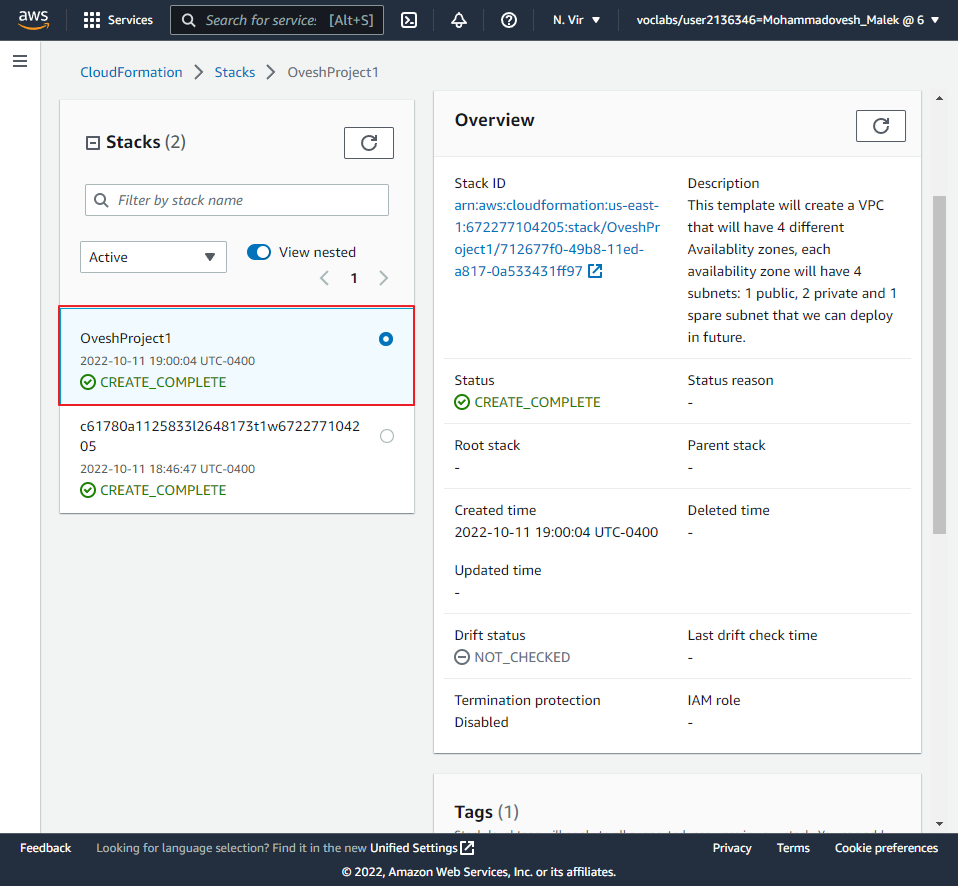 aws
Services
Search for services
[Alt+S]
N. Vir
voclabs/user2136346=Mohammadovesh_Malek @ 6
CloudFormation
Stacks
OveshProject1
Stacks (2)
Filter by stack name
Active
View nested
1
OveshProject1
2022-10-11 19:00:04 UTC-0400
CREATE_COMPLETE
c61780a1125833l2648173t1w6722771042
05
2022-10-11 18:46:47 UTC-0400
CREATE_COMPLETE
Overview
Stack ID
arn:aws:cloudformation:us-east-
1:672277104205:stack/OveshPr
oject1/712677f0-49b8-11ed-
a817-0a533431ff97
Description
This template will create a VPC
that will have 4 different
Availablity zones, each
availability zone will have 4
subnets: 1 public, 2 private and 1
spare subnet that we can deploy
in future.
Status
CREATE_COMPLETE
Status reason
-
Root stack
-
Parent stack
-
Created time
2022-10-11 19:00:04 UTC-0400
Deleted time
-
Updated time
-
Drift status
NOT_CHECKED
Last drift check time
-
Termination protection
Disabled
IAM role
-
Tags (1)
Feedback
Looking for language selection? Find it in the new Unified Settings
Privacy
Terms
Cookie preferences
© 2022, Amazon Web Services, Inc. or its affiliates.